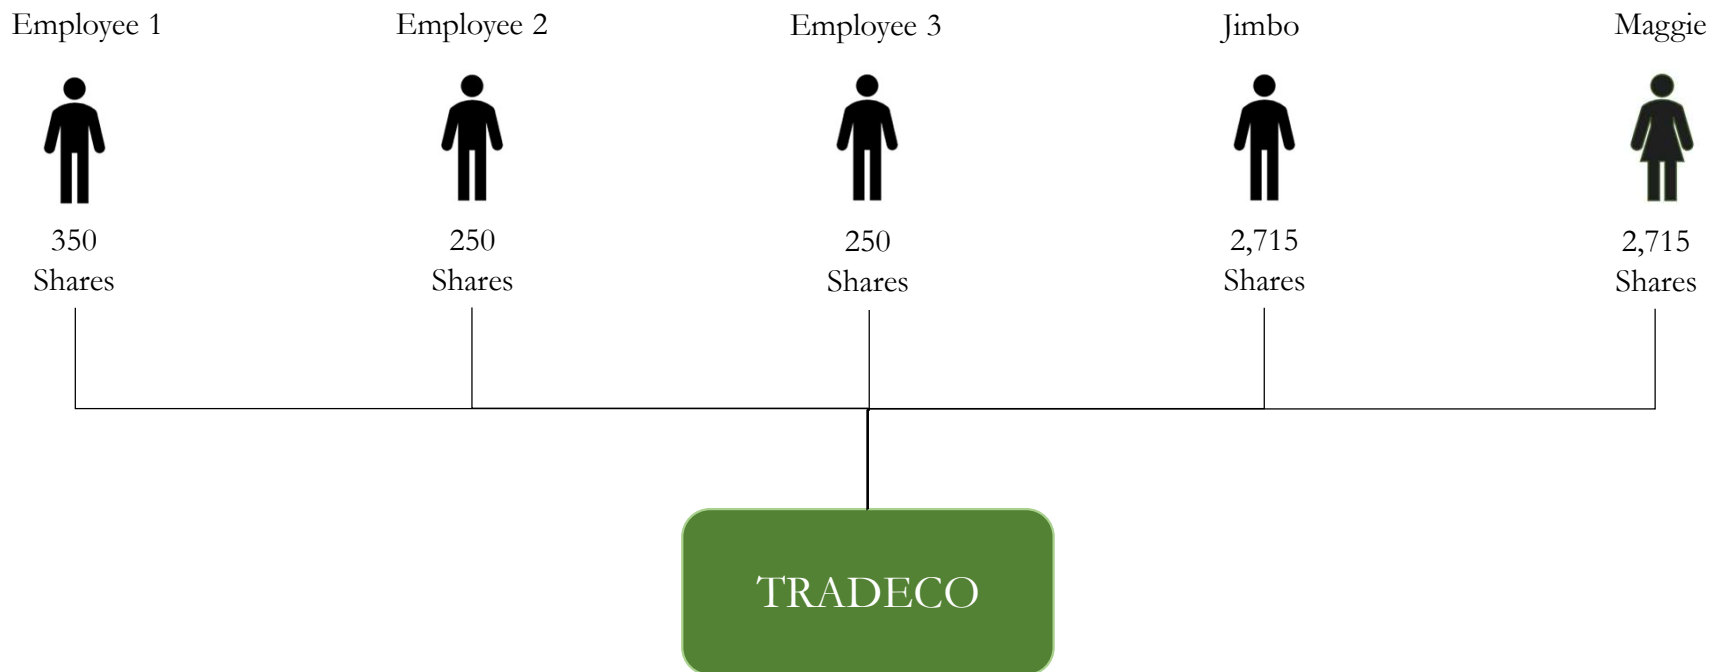 Employee 1
Employee 2
Employee 3
Jimbo
Maggie
350
Shares
250
Shares
250
Shares
2,715
Shares
2,715
Shares
TRADECO